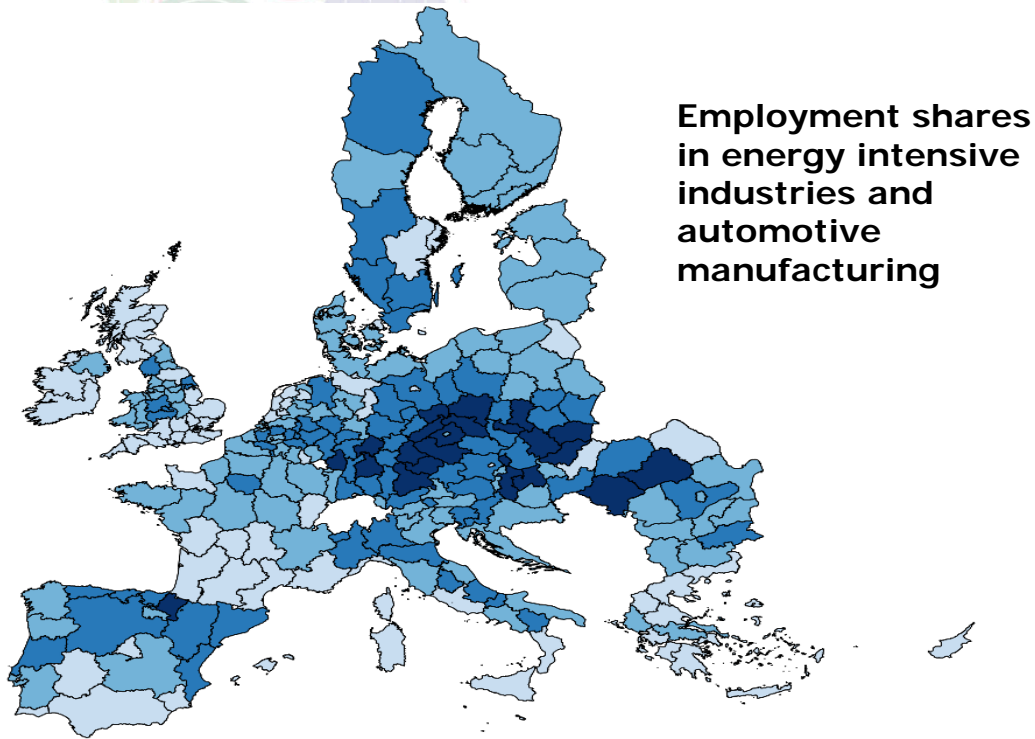 Employment shares
in energy intensive
industries and
automotive
manufacturing